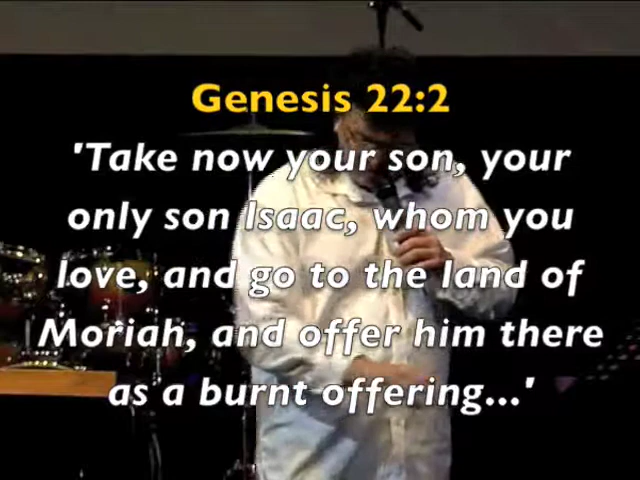 Genesis 22:2
'Take now your son, your
only son Isaac, whom you
love, and go to the land of
Moriah, and offer him there
as a burnt offering...'